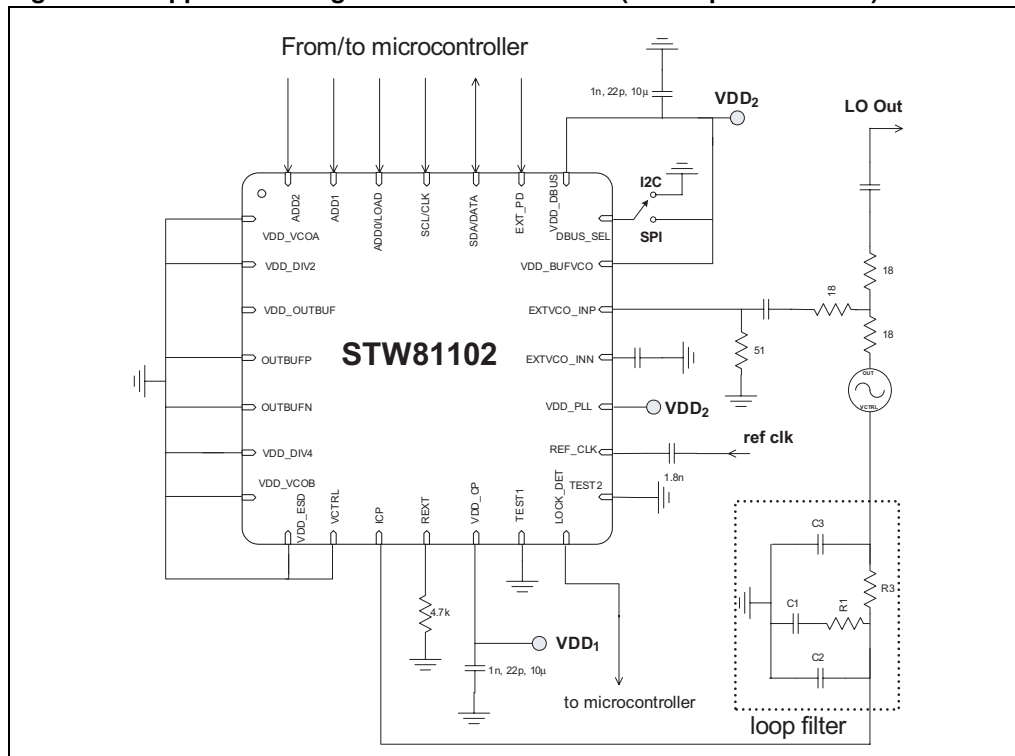 From/to microcontroller
1n, 22p, 10µ
VDD2
LO Out
ADD2
ADD1
ADD0/LOAD
SCL/CLK
SDA/DATA
EXT_PD
VDD_DBUS
I2C
SPI
DBUS_SEL
VDD_VCOA
VDD_DIV2
VDD_BUFVCO
18
18
18
VDD_OUTBUF
EXTVCO_INP
STW81102
51
OUTBUFP
EXTVCO_INN
OUT
VCTRL
OUTBUFN
VDD_PLL
VDD2
VDD_DIV4
REF_CLK
ref clk
1.8n
VDD_VCOB
TEST2
VDD_ESD
VCTRL
ICP
REXT
VDD_CP
TEST1
LOCK_DET
C3
R3
C1
R1
C2
4.7k
VDD1
1n, 22p, 10µ
to microcontroller
loop filter